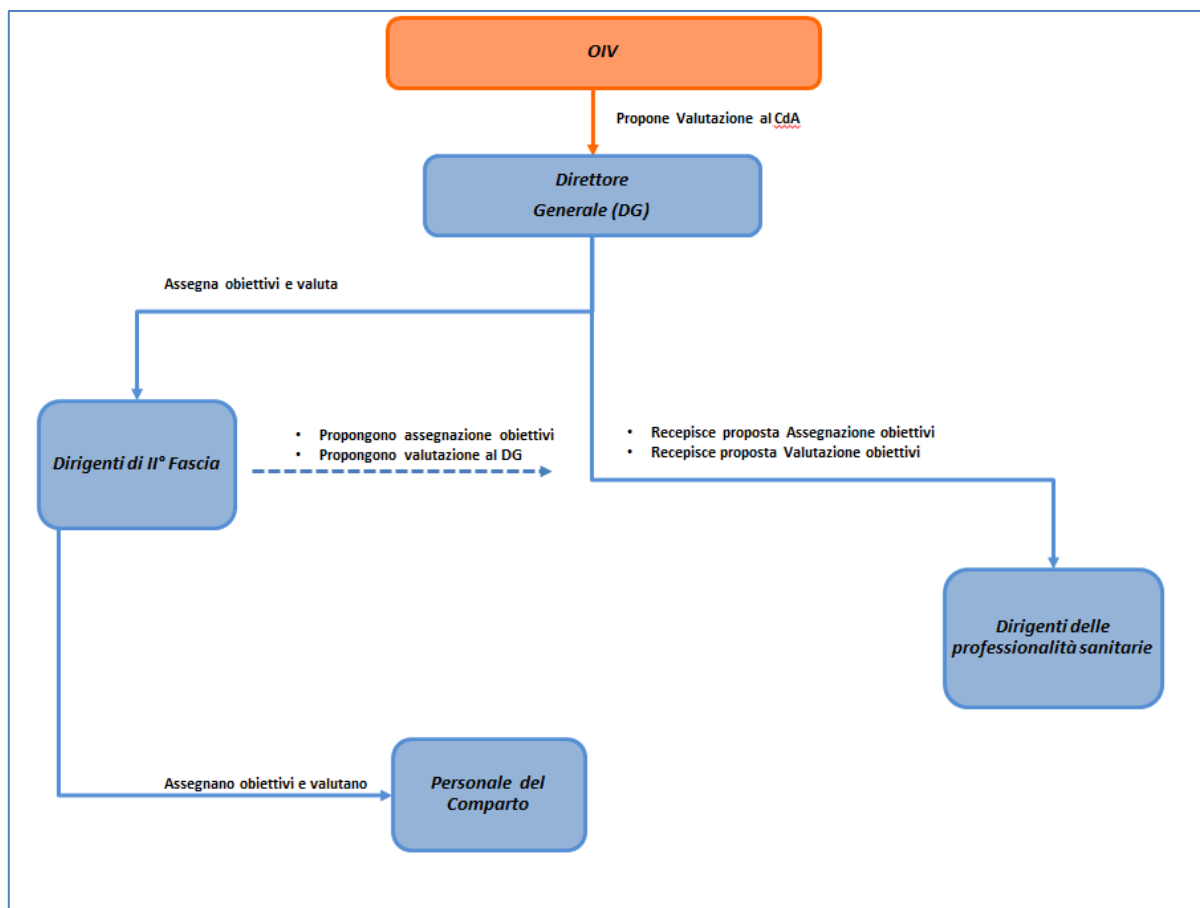 OIV
Propone Valutazione al CdA
Direttore
Generale (DG)
Assegna obiettivi e valuta
Dirigenti di II° Fascia
• Propongono assegnazione obiettivi
• Propongono valutazione al DG
• Recepisce proposta Assegnazione obiettivi
• Recepisce proposta Valutazione obiettivi
Dirigenti delle
professionalità sanitarie
Assegnano obiettivi e valutano
Personale del
Comparto